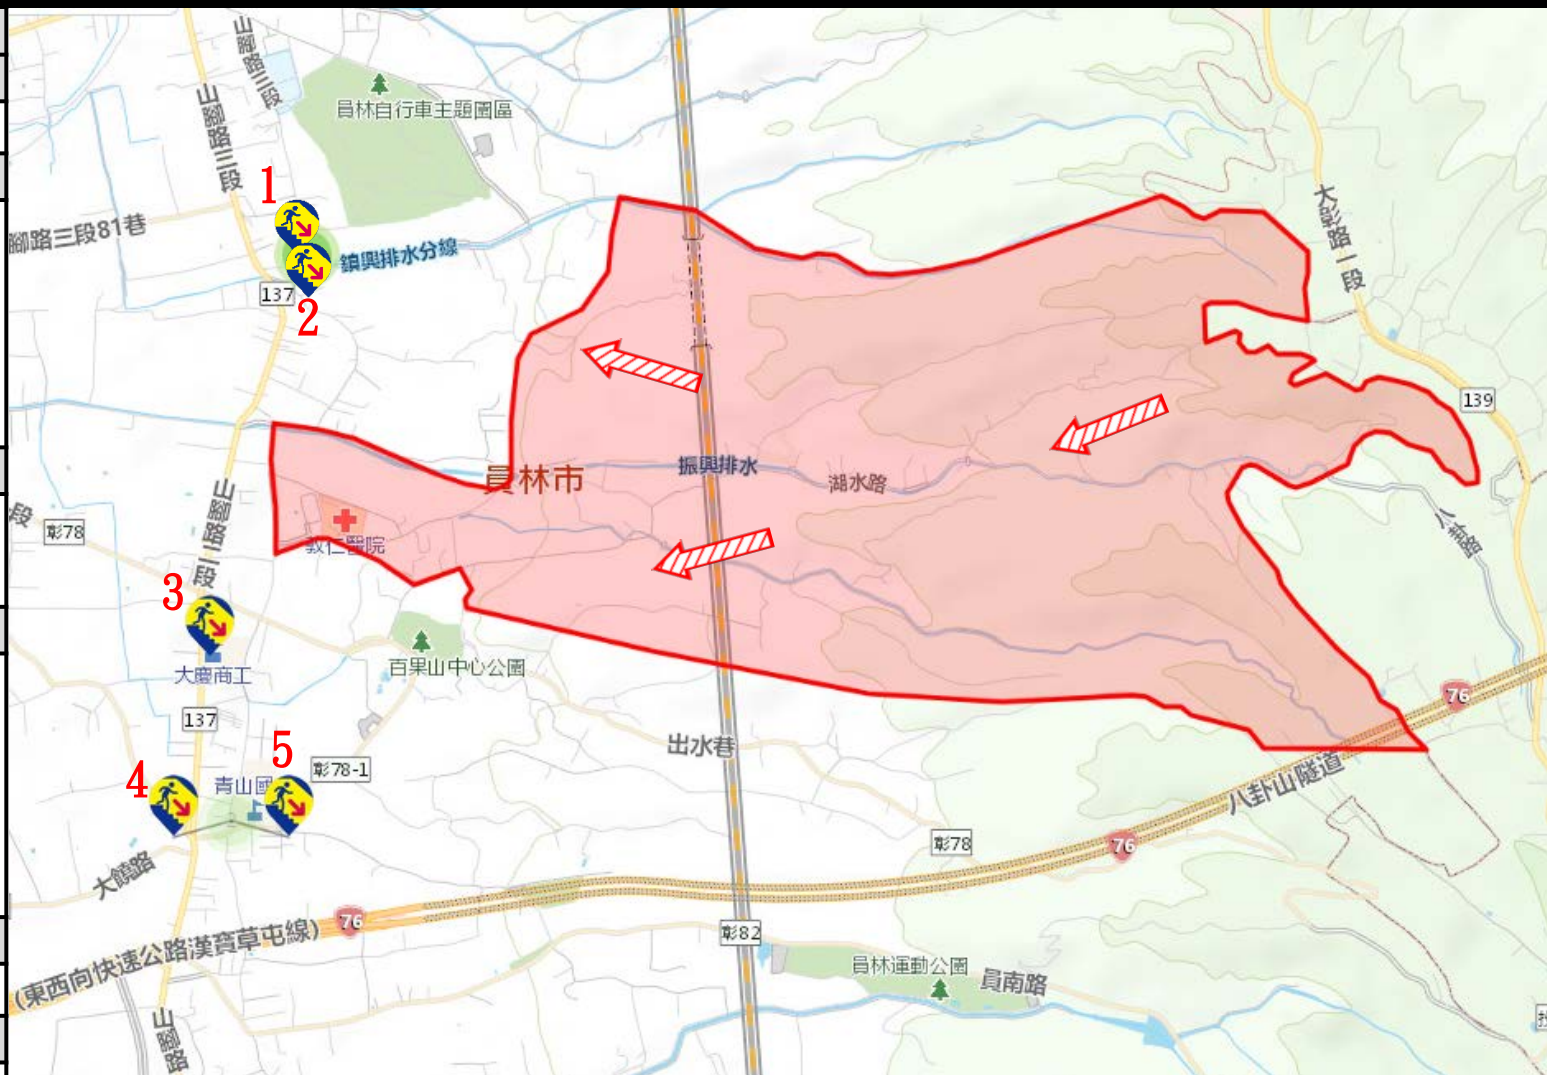 山腳路三段
山腳路三段
員林自行車主題園區
1
大彰路一段
腳路三段81巷
鎮興排水分線
137
2
139
員林市
振興排水
湖水路
段
彰78
敦仁醫院
八卦路
山腳路二段
3
大慶商工
百果山中心公園
137
76
出水巷
5
彰78-1
4
青山國
八卦山隧道
彰78
76
大饒路
76
彰82
(東西向快速公路漢寶草屯線)
員林運動公園
員南路
山腳路